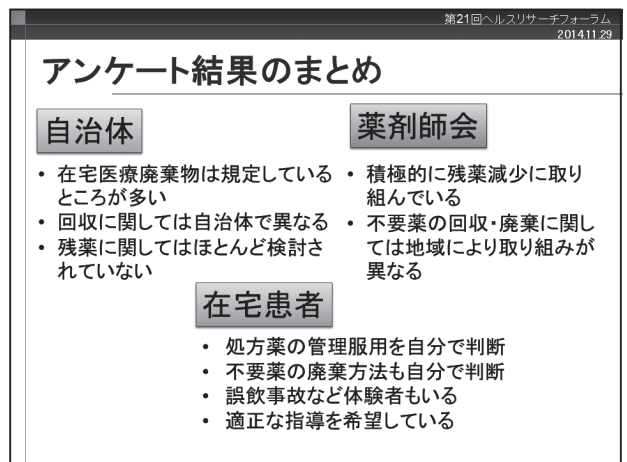 第21回ヘルスリサーチフォーラム
2014.11.29
アンケート結果のまとめ
自治体
• 在宅医療廃棄物は規定している
ところが多い
• 回収に関しては自治体で異なる
• 残薬に関してはほとんど検討さ
れていない
薬剤師会
• 積極的に残薬減少に取り
組んでいる
• 不要薬の回収・廃棄に関し
ては地域により取り組みが
異なる
在宅患者
• 処方薬の管理服用を自分で判断
• 不要薬の廃棄方法も自分で判断
• 誤飲事故など体験者もいる
• 適正な指導を希望している